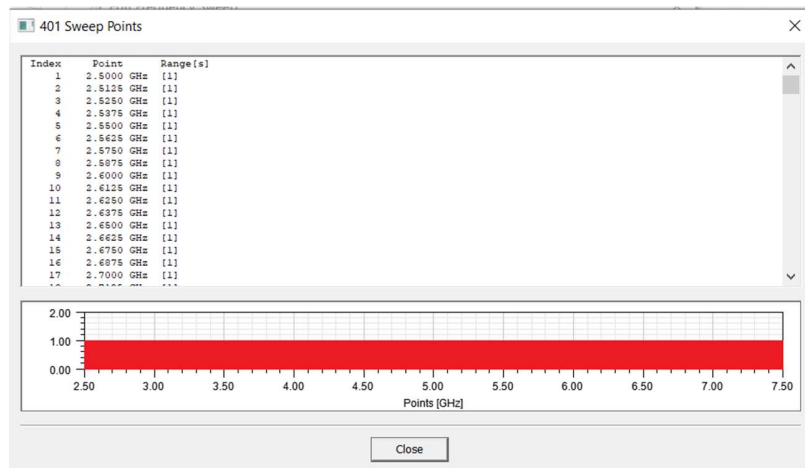 401 Sweep Points
Index Point Range[s]
1 2.5000 GHz [1]
2 2.5125 GHz [1]
3 2.5250 GHz [1]
4 2.5375 GHz [1]
5 2.5500 GHz [1]
6 2.5625 GHz [1]
7 2.5750 GHz [1]
8 2.5875 GHz [1]
9 2.6000 GHz [1]
10 2.6125 GHz [1]
11 2.6250 GHz [1]
12 2.6375 GHz [1]
13 2.6500 GHz [1]
14 2.6625 GHz [1]
15 2.6750 GHz [1]
16 2.6875 GHz [1]
17 2.7000 GHz [1]
2.00
1.00
0.00
2.50 3.00 3.50 4.00 4.50 5.00 5.50 6.00 6.50 7.00 7.50
Points [GHz]
Close